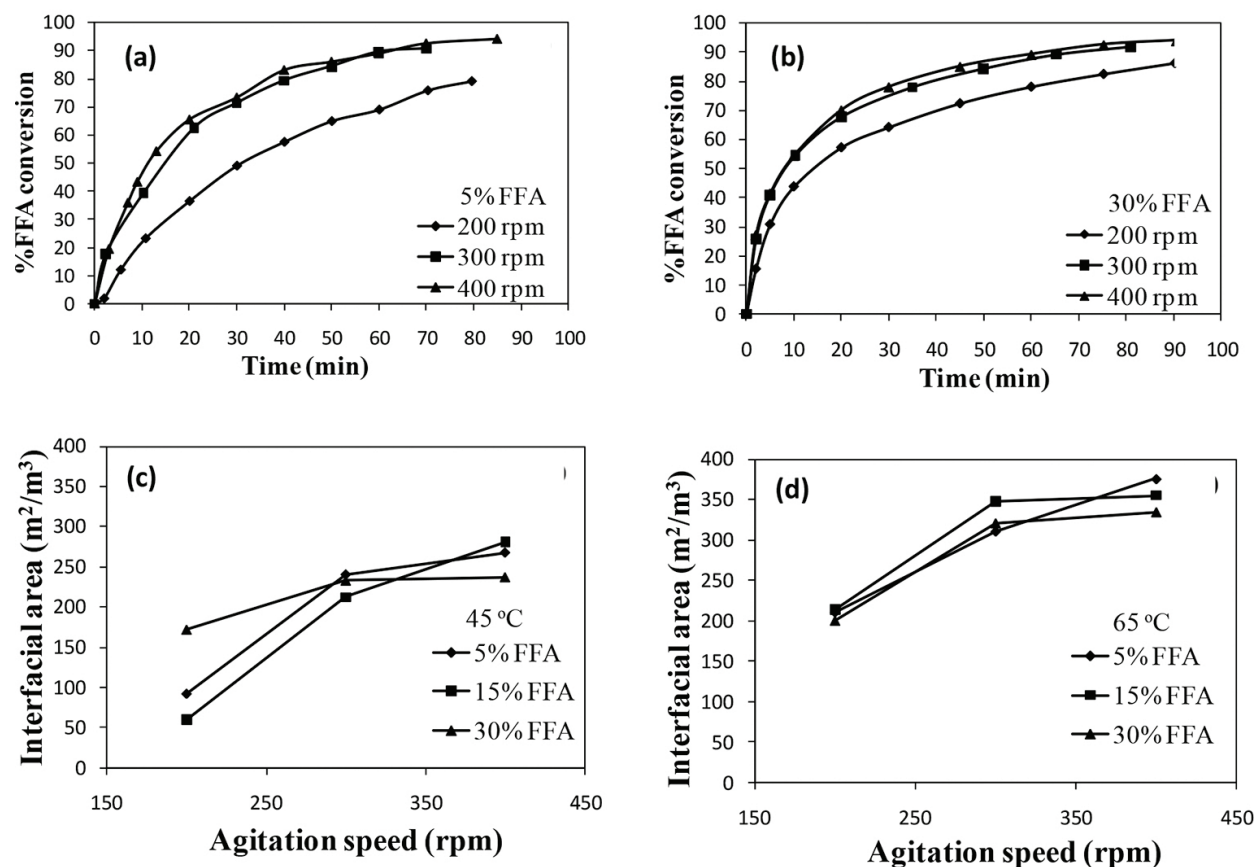 (a)
%FFA conversion
100
90
80
70
60
50
40
30
20
10
0
5% FFA
200 rpm
300 rpm
400 rpm
0 10 20 30 40 50 60 70 80 90 100
Time (min)
(b)
%FFA conversion
100
90
80
70
60
50
40
30
20
10
0
30% FFA
200 rpm
300 rpm
400 rpm
0 10 20 30 40 50 60 70 80 90 100
Time (min)
(c)
Interfacial area (m²/m³)
400
350
300
250
200
150
100
50
0
)
45 °C
5% FFA
15% FFA
30% FFA
150 250 350 450
Agitation speed (rpm)
(d)
Interfacial area (m²/m³)
400
350
300
250
200
150
100
50
0
)
65 °C
5% FFA
15% FFA
30% FFA
150 250 350 450
Agitation speed (rpm)